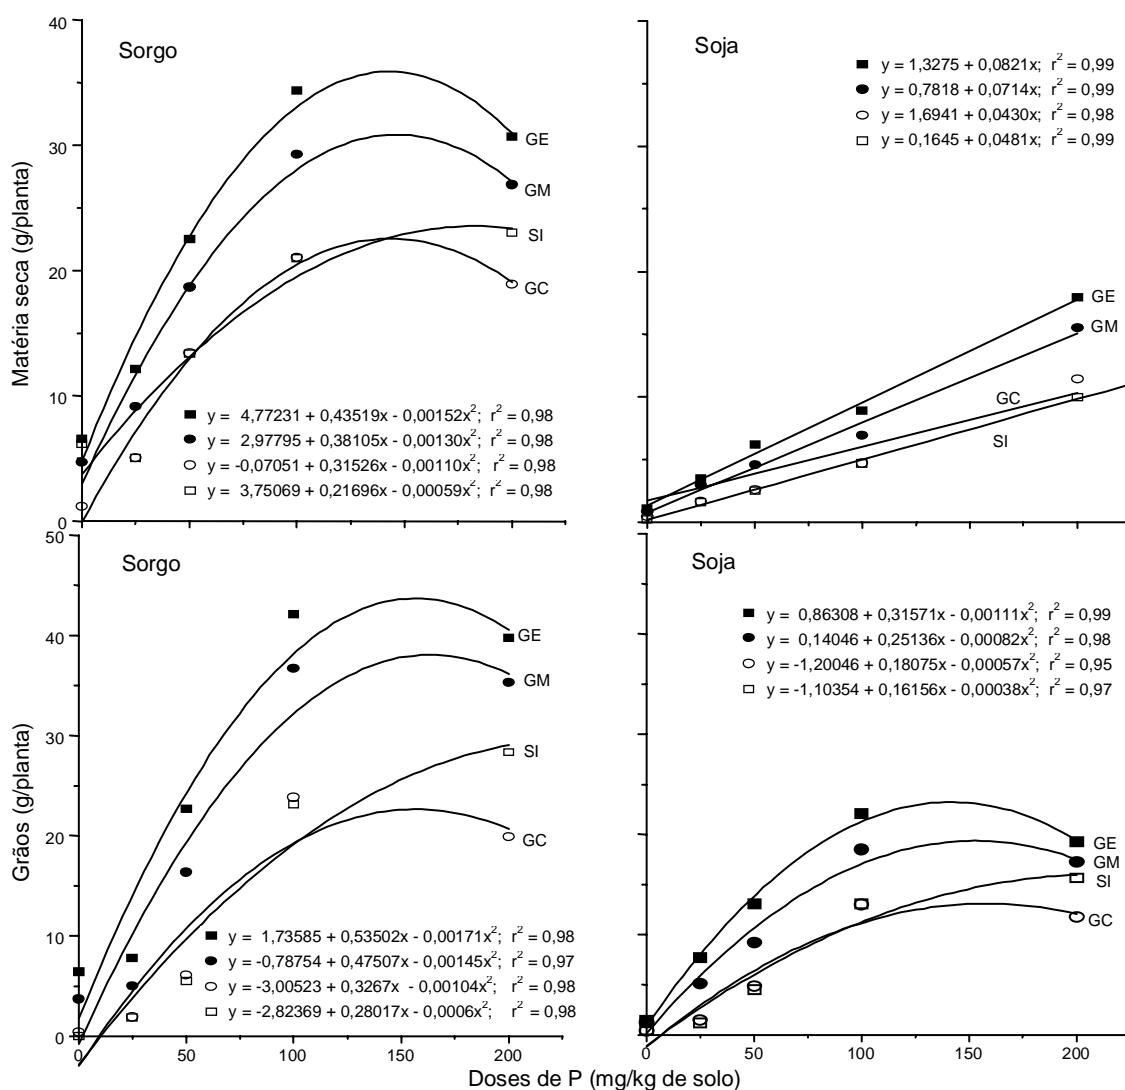 Sorgo
40
30
20
10
0
Matéria seca (g/planta)
GE
GM
SI
GC
y = 4,77231 + 0,43519x - 0,00152x²; r² = 0,98
y = 2,97795 + 0,38105x - 0,00130x²; r² = 0,98
y = -0,07051 + 0,31526x - 0,00110x²; r² = 0,98
y = 3,75069 + 0,21696x - 0,00059x²; r² = 0,98
Soja
y = 1,3275 + 0,0821x; r² = 0,99
y = 0,7818 + 0,0714x; r² = 0,99
y = 1,6941 + 0,0430x; r² = 0,98
y = 0,1645 + 0,0481x; r² = 0,99
GE
GM
GC
SI
Sorgo
50
40
30
20
10
0
Grãos (g/planta)
GE
GM
SI
GC
y = 1,73585 + 0,53502x - 0,00171x²; r² = 0,98
y = -0,78754 + 0,47507x - 0,00145x²; r² = 0,97
y = -3,00523 + 0,3267x - 0,00104x²; r² = 0,98
y = -2,82369 + 0,28017x - 0,0006x²; r² = 0,98
0 50 100 150 200
Soja
y = 0,86308 + 0,31571x - 0,00111x²; r² = 0,99
y = 0,14046 + 0,25136x - 0,00082x²; r² = 0,98
y = -1,20046 + 0,18075x - 0,00057x²; r² = 0,95
y = -1,10354 + 0,16156x - 0,00038x²; r² = 0,97
GE
GM
SI
GC
0 50 100 150 200
Doses de P (mg/kg de solo)